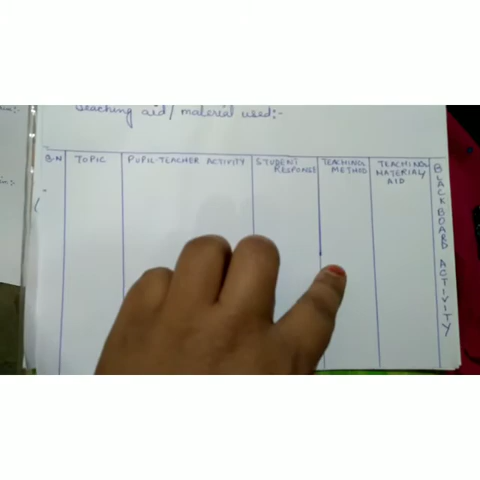 teaching aid/material used:-
S.N TOPIC PUPIL-TEACHER ACTIVITY STUDENT RESPONSE TEACHING METHOD TEACHING MATERIAL/AID BLACKBOARD ACTIVITY